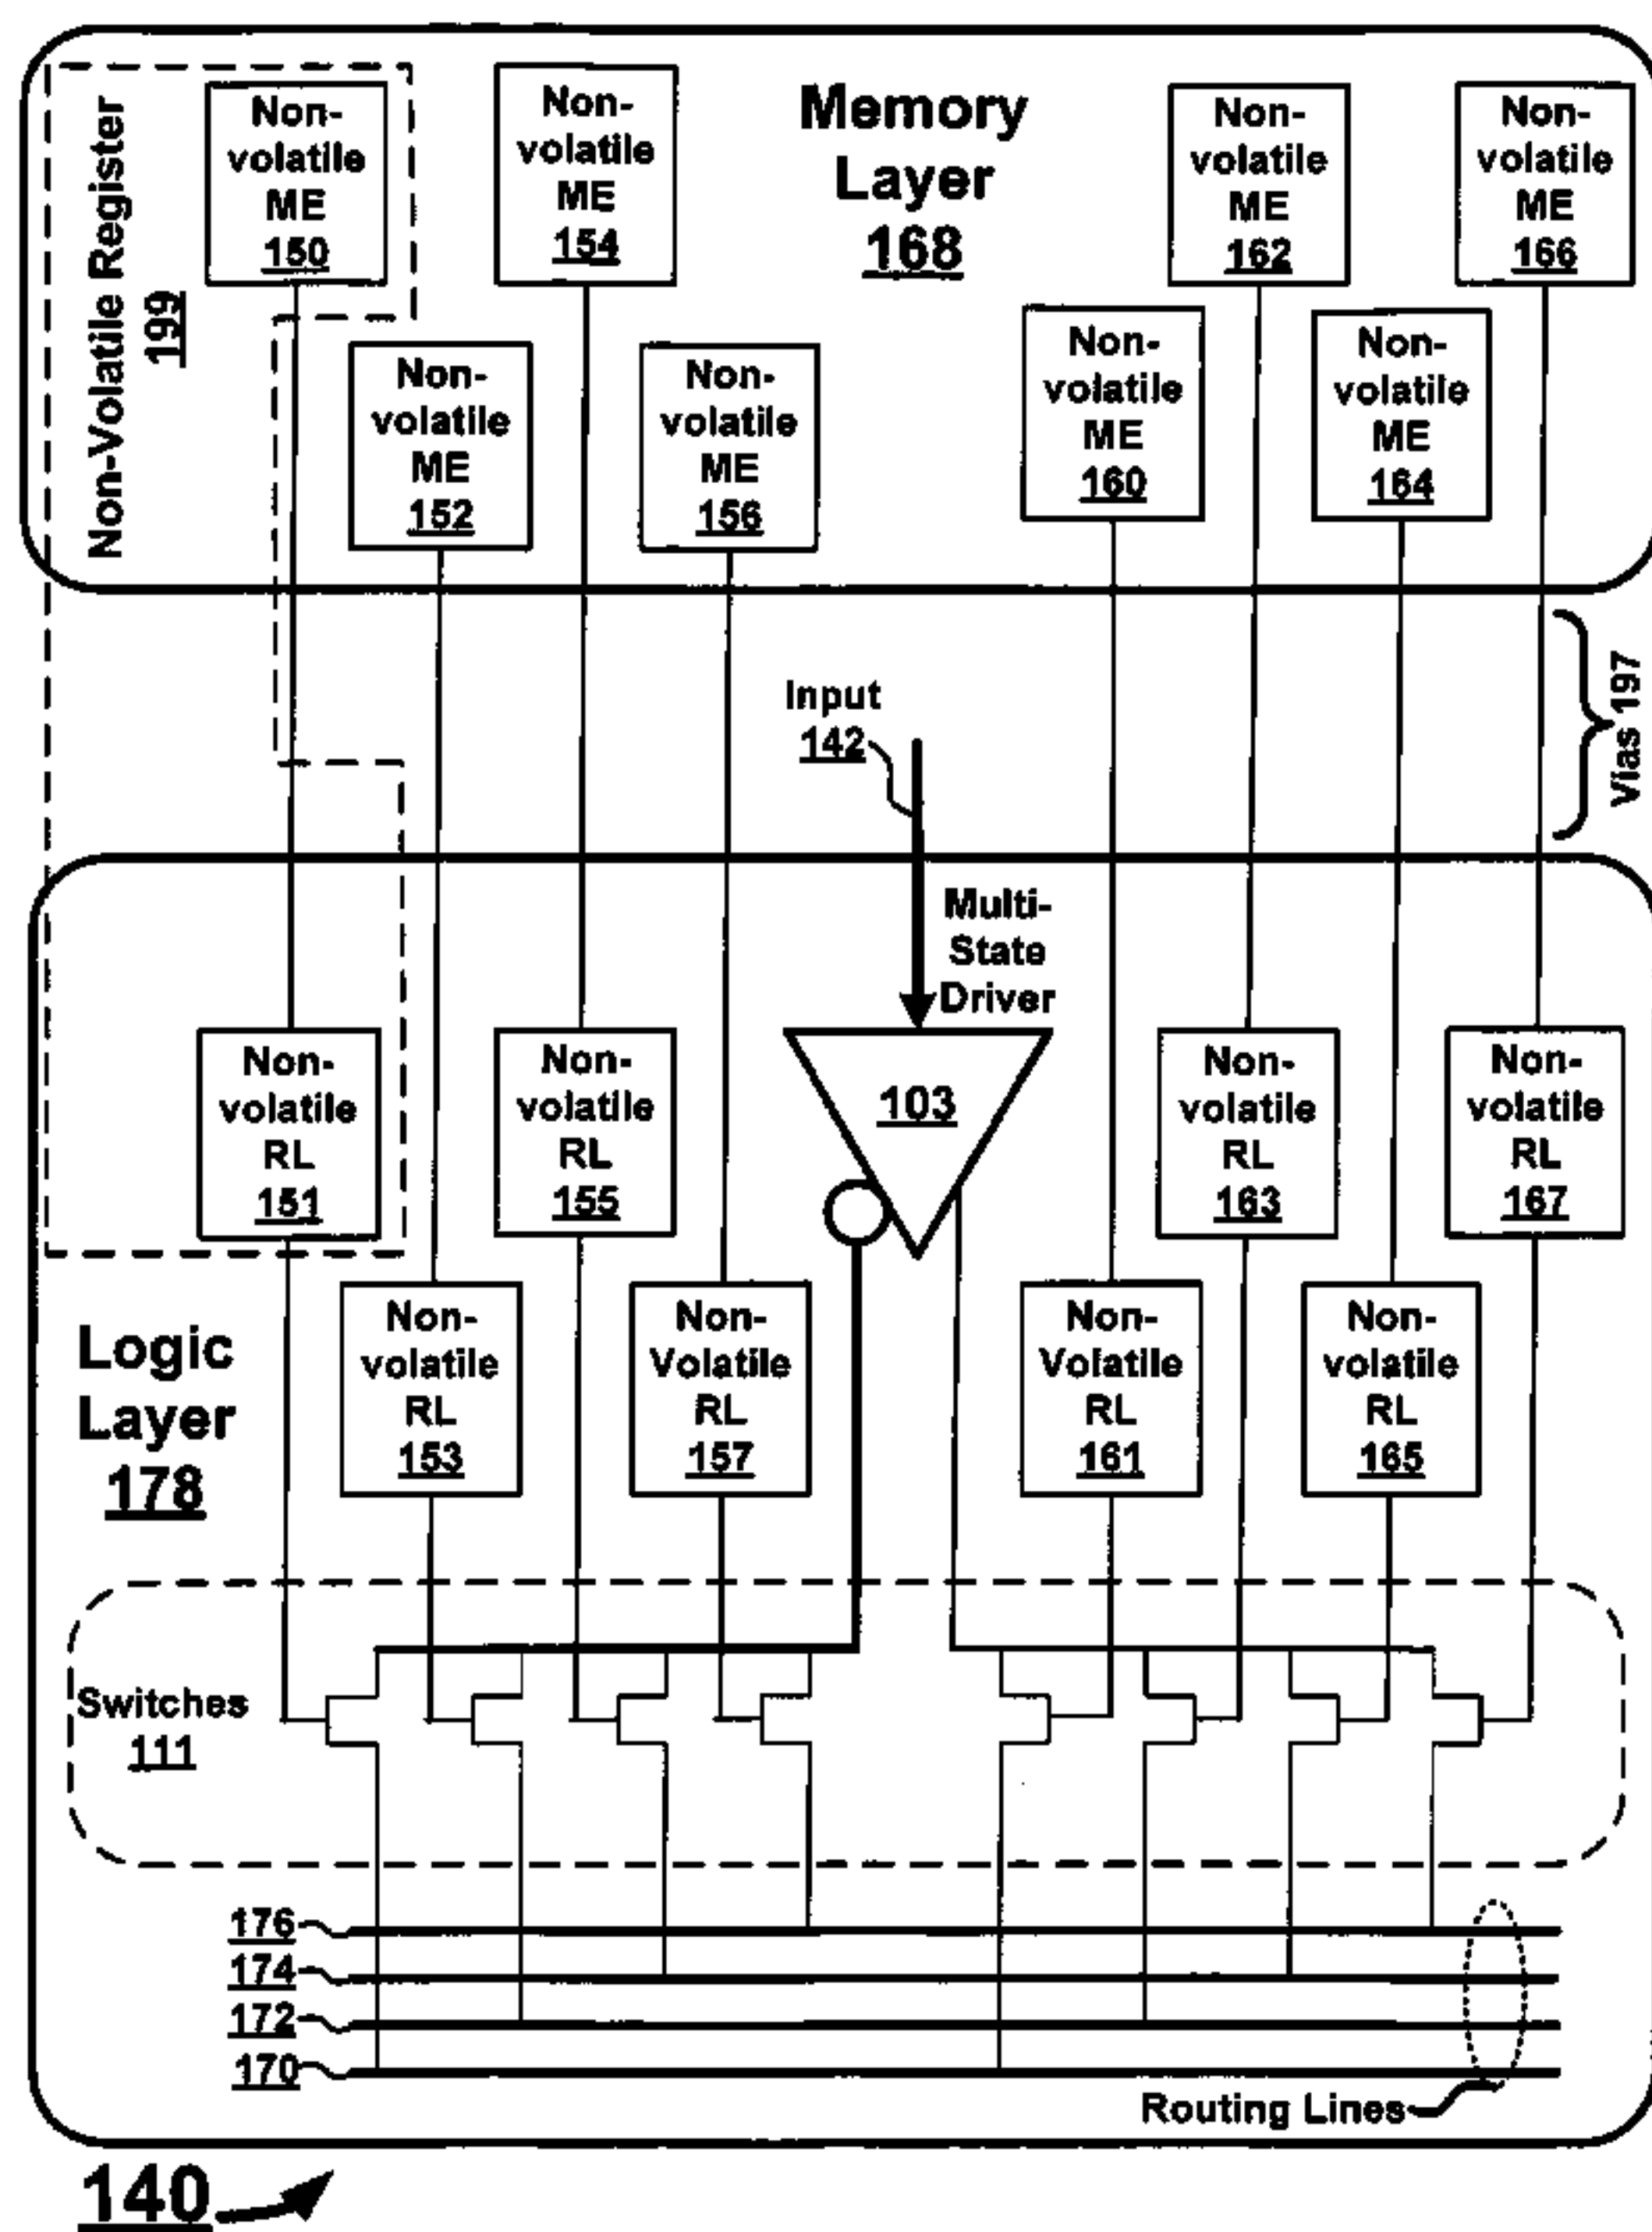 Non-Volatile Register
199
Non-
volatile
ME
150
Non-
volatile
ME
154
Memory
Layer
168
Non-
volatile
ME
162
Non-
volatile
ME
166
Non-
volatile
ME
152
Non-
volatile
ME
156
Non-
volatile
ME
160
Non-
volatile
ME
164
Input
142
Vias 197
Multi-
State
Driver
103
Non-
volatile
RL
151
Non-
volatile
RL
155
Non-
volatile
RL
163
Non-
volatile
RL
167
Logic
Layer
178
Non-
volatile
RL
153
Non-
Volatile
RL
157
Non-
Volatile
RL
161
Non-
volatile
RL
165
Switches
111
176
174
172
170
Routing Lines
140